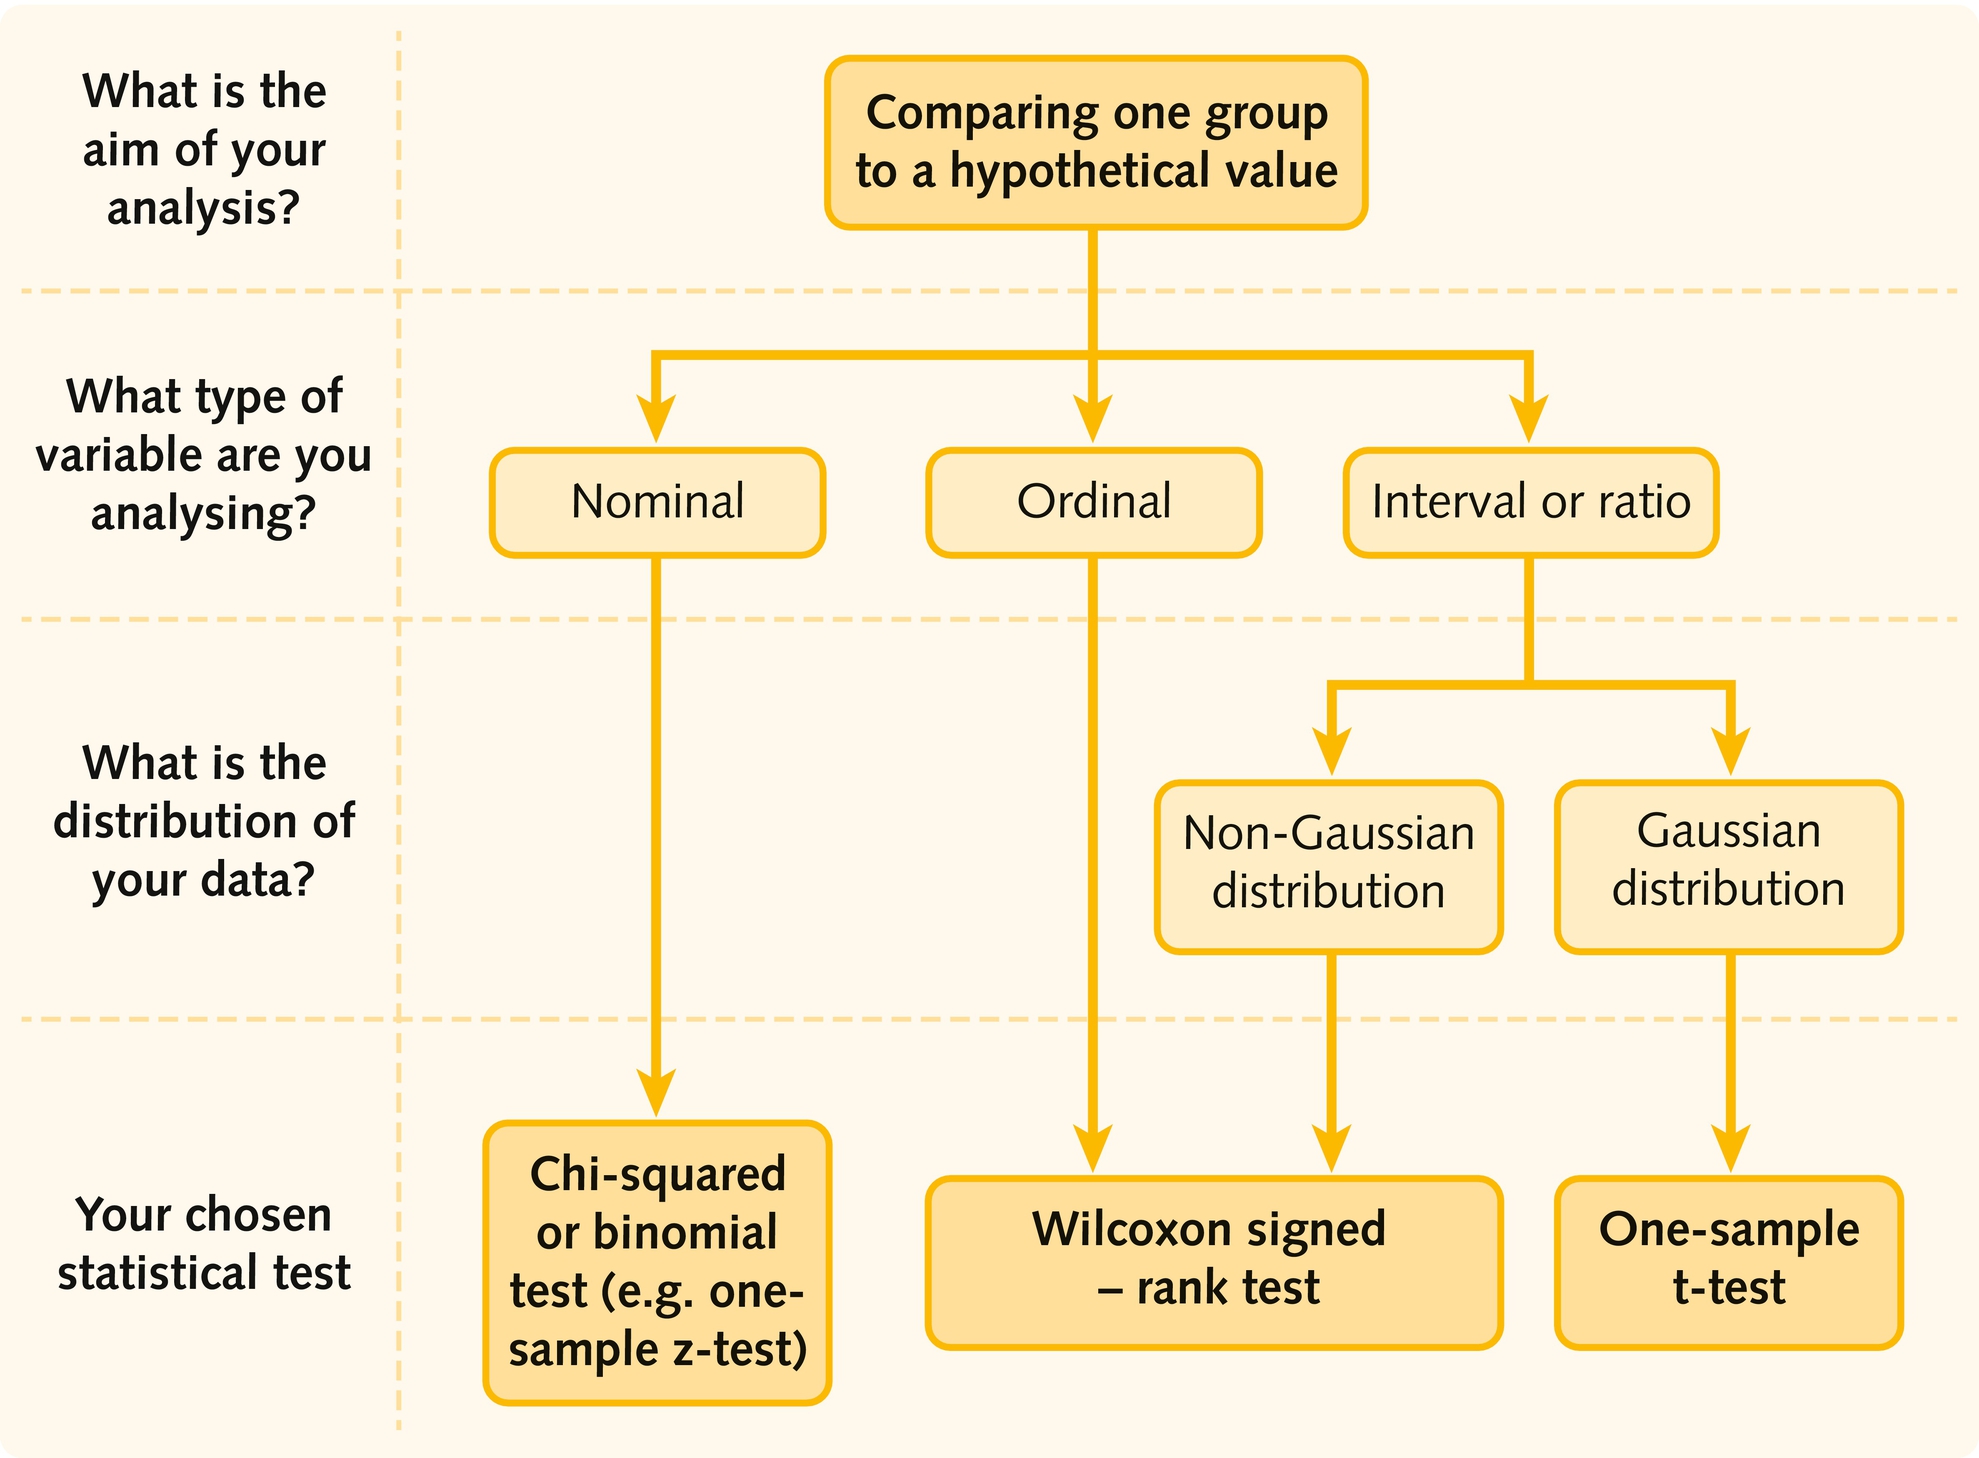 What is the
aim of your
analysis?
Comparing one group
to a hypothetical value
What type of
variable are you
analysing?
Nominal
Ordinal
Interval or ratio
What is the
distribution of
your data?
Non-Gaussian
distribution
Gaussian
distribution
Your chosen
statistical test
Chi-squared
or binomial
test (e.g. one-
sample z-test)
Wilcoxon signed
– rank test
One-sample
t-test